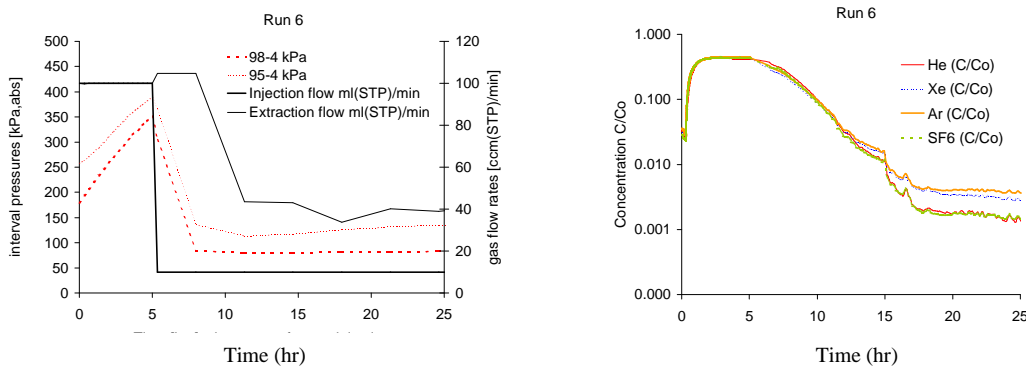 Run 6
interval pressures [kPa,abs]
500
450
400
350
300
250
200
150
100
50
0
98-4 kPa
95-4 kPa
Injection flow ml(STP)/min
Extraction flow ml(STP)/min
120
100
80
60
40
20
0
gas flow rates [ccm(STP)/min]
0 5 10 15 20 25
Time (hr)
Run 6
Concentration C/Co
1.000
0.100
0.010
0.001
0.000
He (C/Co)
Xe (C/Co)
Ar (C/Co)
SF6 (C/Co)
0 5 10 15 20 25
Time (hr)